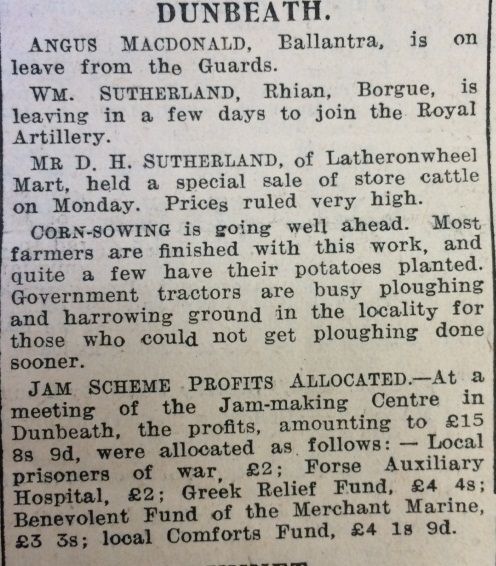 DUNBEATH.
ANGUS MACDONALD, Ballantra, is on
leave from the Guards.
WM. SUTHERLAND, Rhian, Borgue, is
leaving in a few days to join the Royal
Artillery.
MR D. H. SUTHERLAND, of Latheronwheel
Mart, held a special sale of store cattle
on Monday. Prices ruled very high.
CORN-SOWING is going well ahead. Most
farmers are finished with this work, and
quite a few have their potatoes planted.
Government tractors are busy ploughing
and harrowing ground in the locality for
those who could not get ploughing done
sooner.
JAM SCHEME PROFITS ALLOCATED.—At a
meeting of the Jam-making Centre in
Dunbeath, the profits, amounting to £15
8s 9d, were allocated as follows: — Local
prisoners of war, £2; Forse Auxiliary
Hospital, £2; Greek Relief Fund, £4 4s;
Benevolent Fund of the Merchant Marine,
£3 3s; local Comforts Fund, £4 1s 9d.